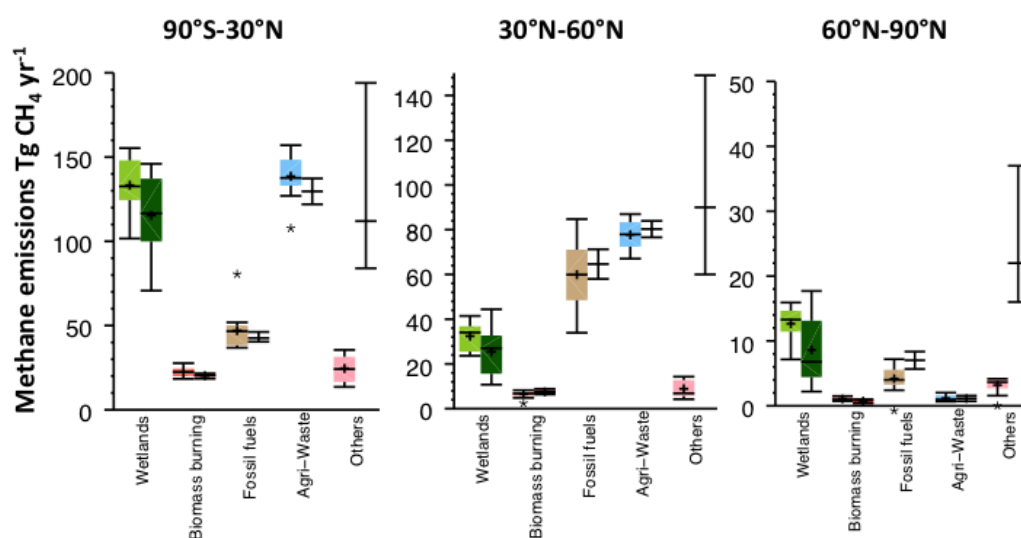 90°S-30°N
30°N-60°N
60°N-90°N
Methane emissions Tg CH₄ yr⁻¹
200
150
100
50
0
Wetlands
Biomass burning
Fossil fuels
Agri–Waste
Others
140
120
100
80
60
40
20
0
Wetlands
Biomass burning
Fossil fuels
Agri–Waste
Others
50
40
30
20
10
0
Wetlands
Biomass burning
Fossil fuels
Agri–Waste
Others